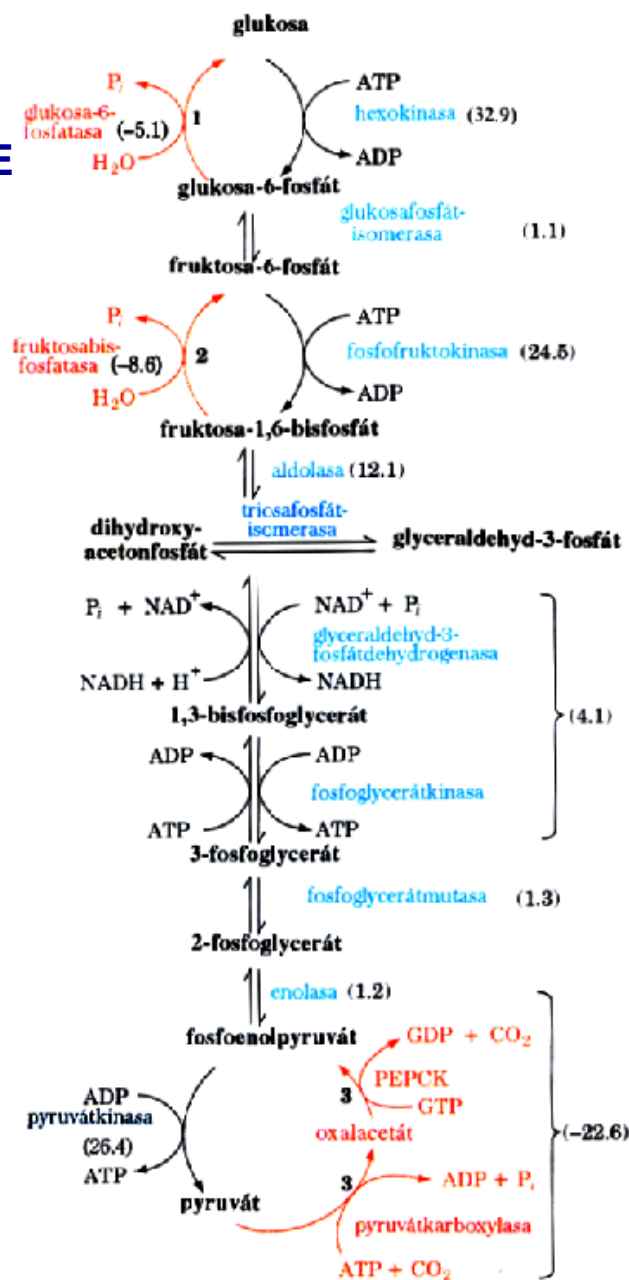 glukosa
P𝑖
ATP
glukosa-6-
fosfatasa (–5.1)
1
hexokinasa (32.9)
E
H₂O
ADP
glukosa-6-fosfát
glukosafosfát-
isomerasa (1.1)
fruktosa-6-fosfát
P𝑖
ATP
fruktosabis-
fosfatasa (–8.6)
2
fosfofruktokinasa (24.5)
H₂O
ADP
fruktosa-1,6-bisfosfát
aldolasa (12.1)
triosafosfát-
isomerasa
dihydroxy-
acetonfosfát
glyceraldehyd-3-fosfát
P𝑖 + NAD⁺
NAD⁺ + P𝑖
glyceraldehyd-3-
fosfátdehydrogenasa
NADH + H⁺
NADH
1,3-bisfosfoglycerát
(4.1)
ADP
ADP
fosfoglycerátkinasa
ATP
ATP
3-fosfoglycerát
fosfoglycerátmutasa (1.3)
2-fosfoglycerát
enolasa (1.2)
fosfoenolpyruvát
GDP + CO₂
3
PEPCK
GTP
ADP
pyruvátkinasa
(26.4)
ATP
oxalacetát
(–22.6)
pyruvát
3
ADP + P𝑖
pyruvátkarboxylasa
ATP + CO₂